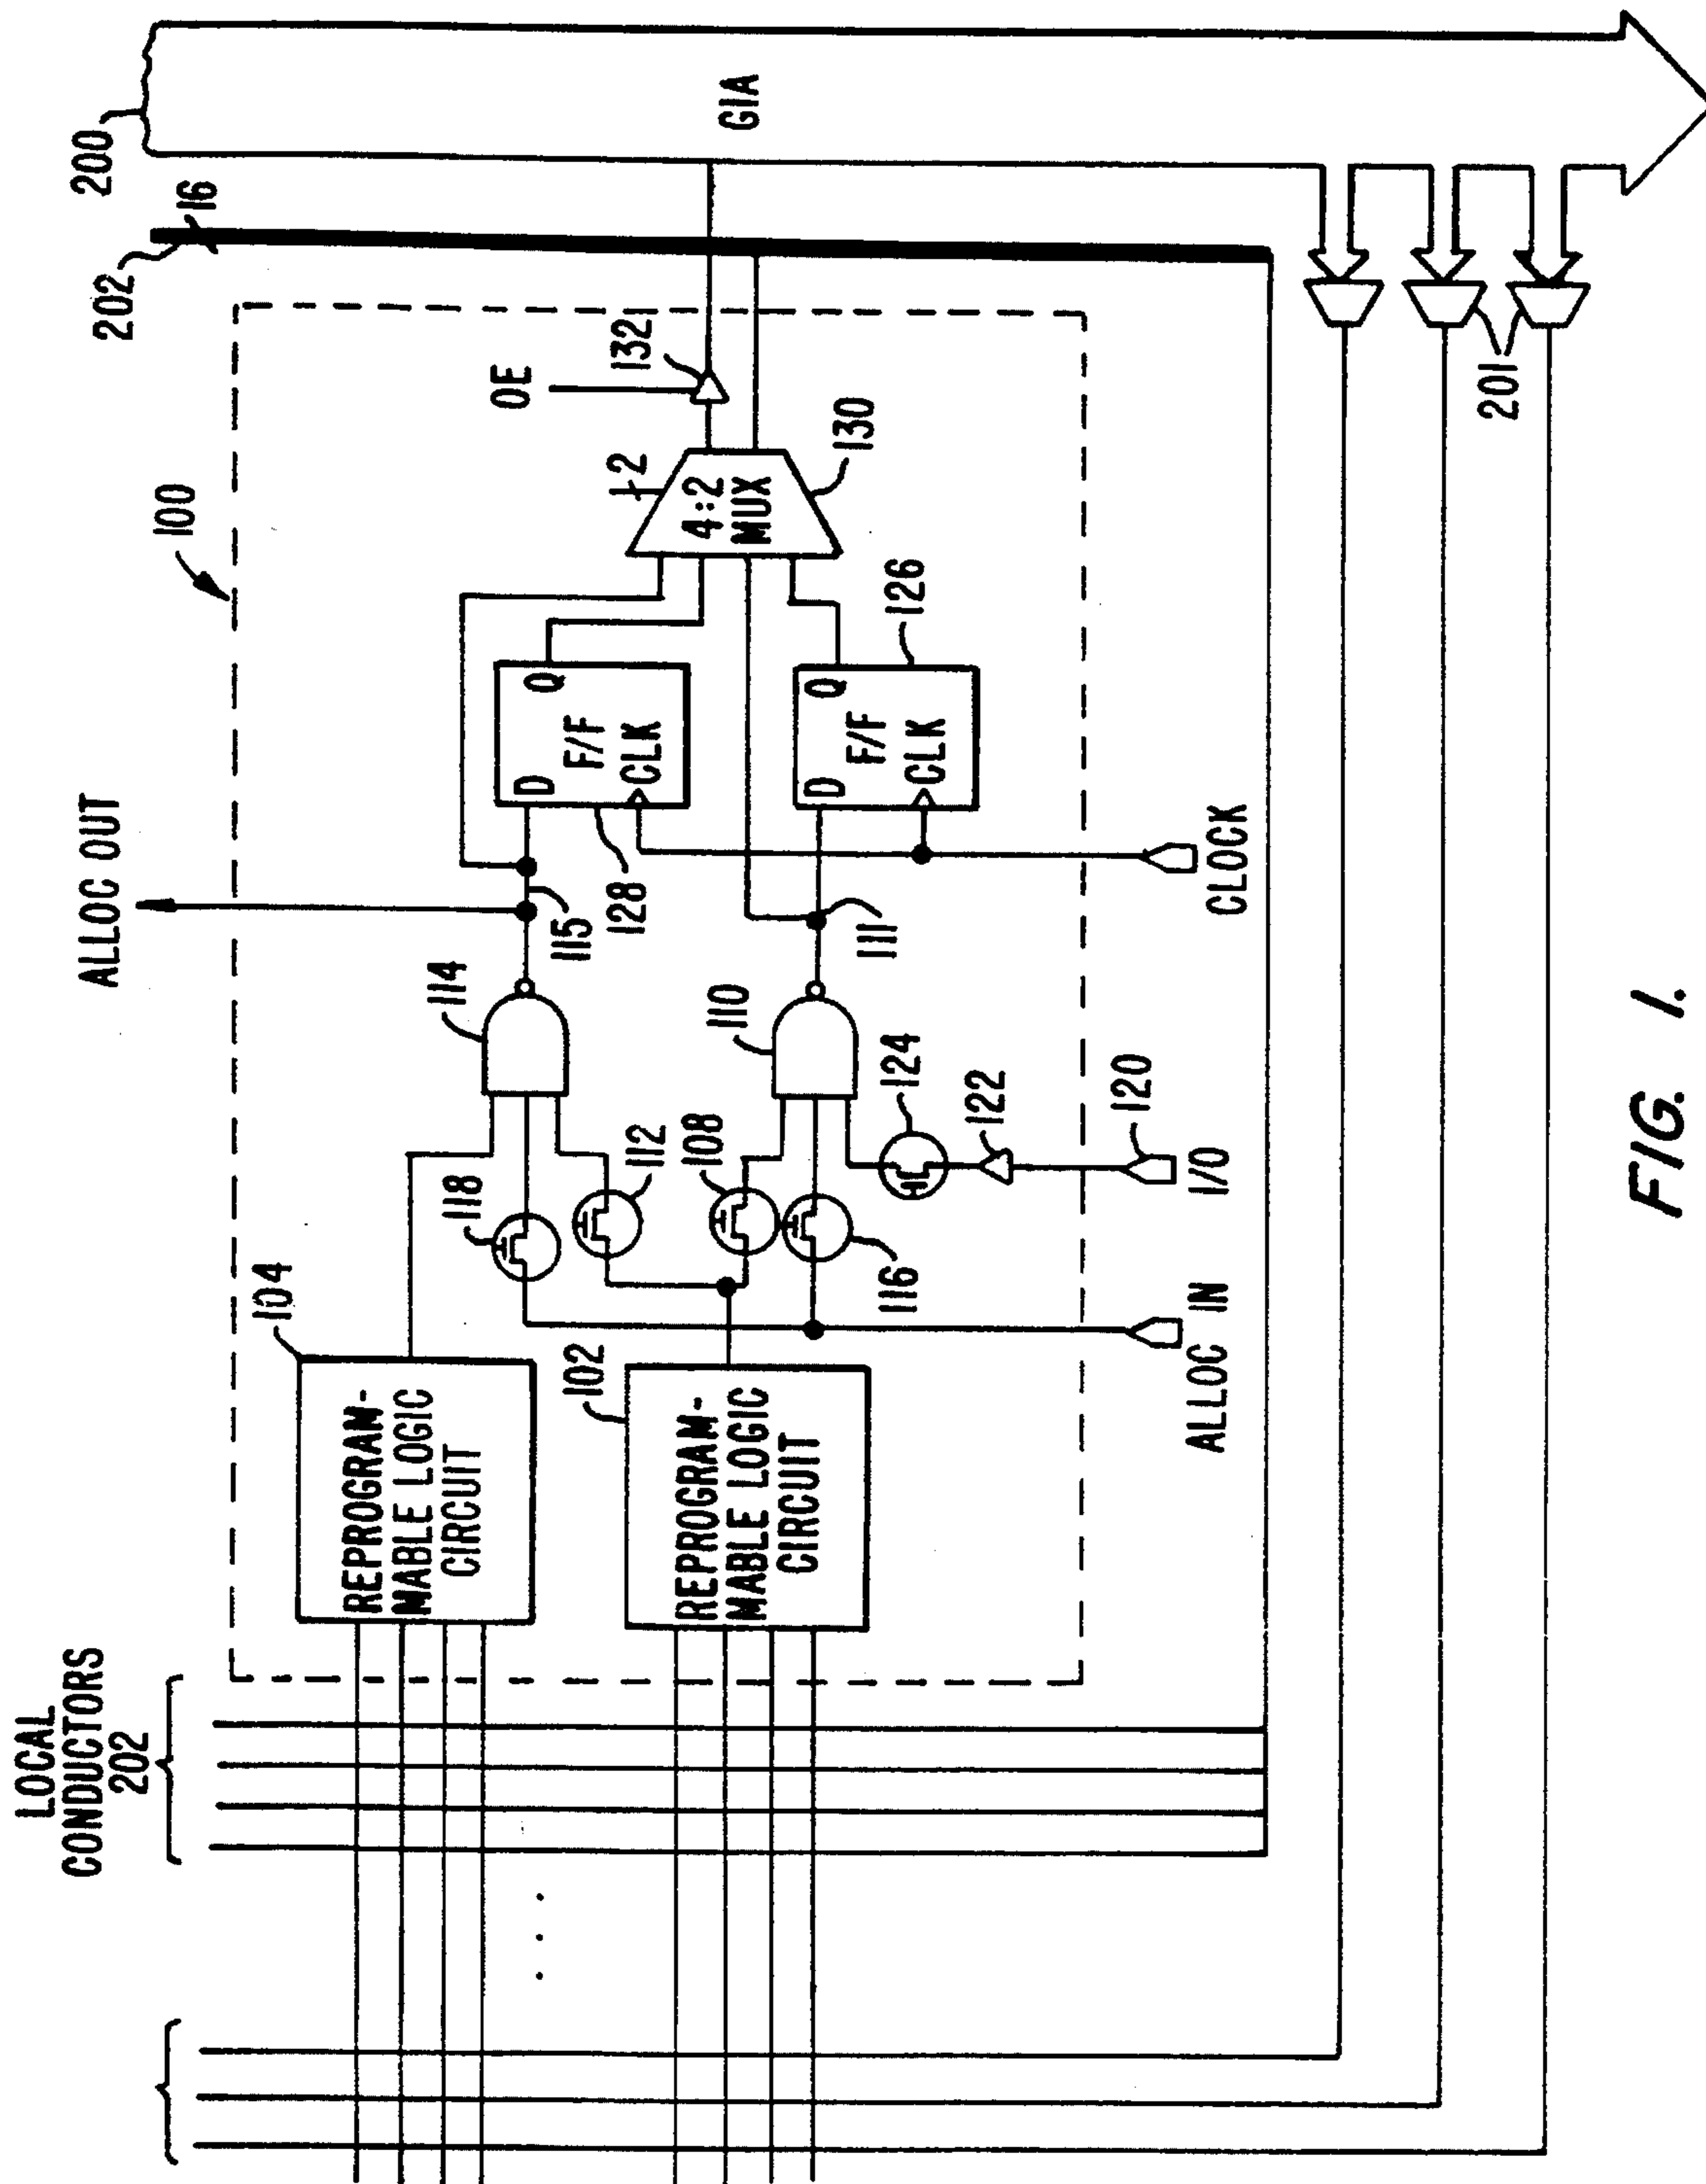 LOCAL
CONDUCTORS
202
ALLOC OUT
100
202
16
200
104
REPROGRAM-
MABLE LOGIC
CIRCUIT
118
114
115
128
D
Q
F/F
CLK
2
4:2
MUX
130
OE
132
GIA
102
REPROGRAM-
MABLE LOGIC
CIRCUIT
112
108
116
110
111
124
122
120
D
Q
F/F
CLK
126
ALLOC IN
I/O
CLOCK
201
FIG. 1.